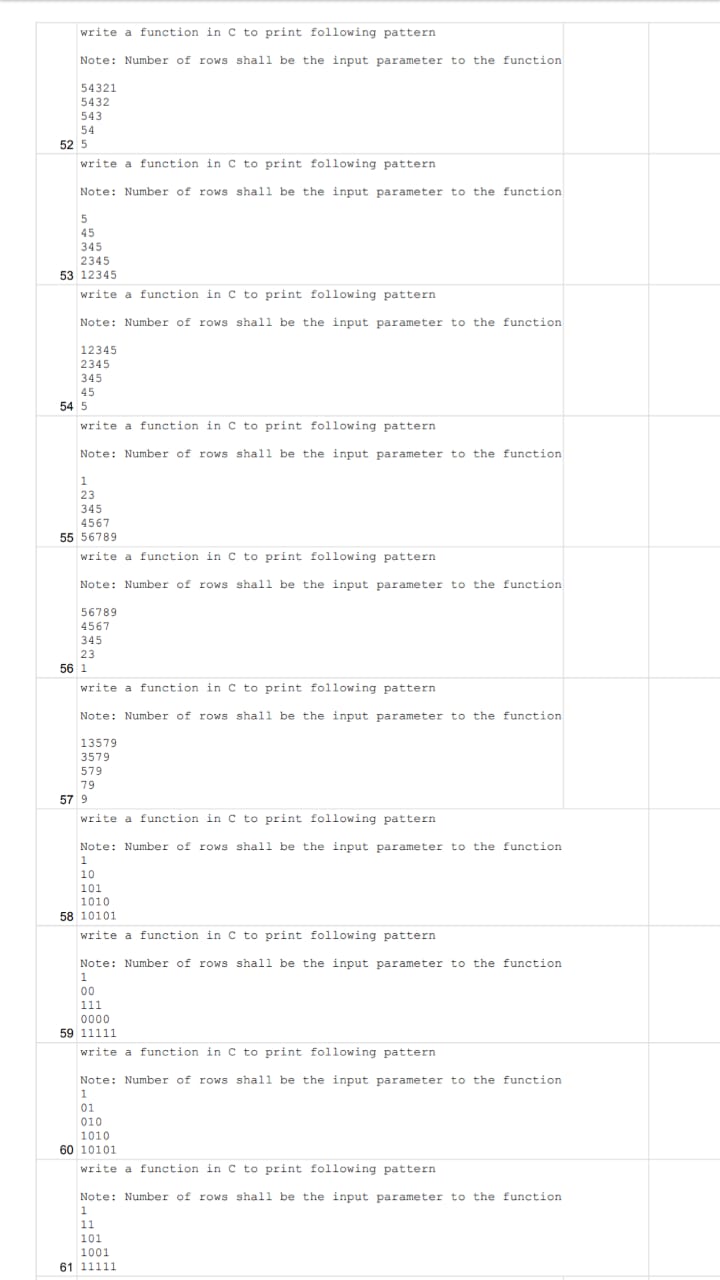 write a function in C to print following pattern
Note: Number of rows shall be the input parameter to the function
54321
5432
543
54
52 5
write a function in C to print following pattern
Note: Number of rows shall be the input parameter to the function
5
45
345
2345
53 12345
write a function in C to print following pattern
Note: Number of rows shall be the input parameter to the function
12345
2345
345
45
54 5
write a function in C to print following pattern
Note: Number of rows shall be the input parameter to the function
1
23
345
4567
55 56789
write a function in C to print following pattern
Note: Number of rows shall be the input parameter to the function
56789
4567
345
23
56 1
write a function in C to print following pattern
Note: Number of rows shall be the input parameter to the function
13579
3579
579
79
57 9
write a function in C to print following pattern
Note: Number of rows shall be the input parameter to the function
1
10
101
1010
58 10101
write a function in C to print following pattern
Note: Number of rows shall be the input parameter to the function
1
00
111
0000
59 11111
write a function in C to print following pattern
Note: Number of rows shall be the input parameter to the function
1
01
010
1010
60 10101
write a function in C to print following pattern
Note: Number of rows shall be the input parameter to the function
1
11
101
1001
61 11111